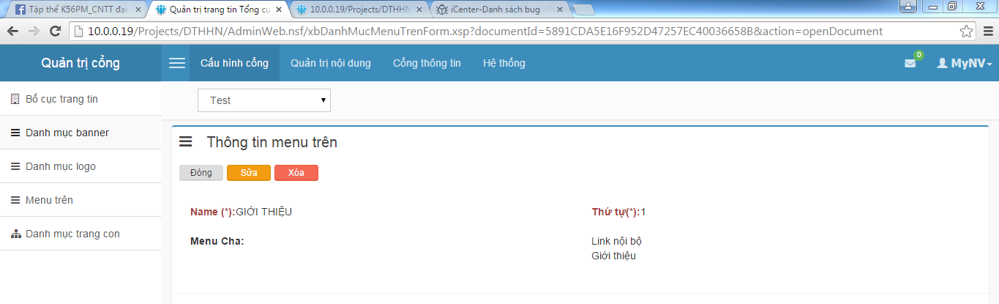 Tập thể K56PM_CNTT đại
Quản trị trang tin Tổng cụ
10.0.0.19/Projects/DTHHN
iCenter-Danh sách bug
10.0.0.19/Projects/DTHHN/AdminWeb.nsf/xbDanhMucMenuTrenForm.xsp?documentId=5891CDA5E16F952D47257EC40036658B&action=openDocument
Quản trị cổng
Cấu hình cổng
Quản trị nội dung
Cổng thông tin
Hệ thống
0
MyNV
Bố cục trang tin
Danh mục banner
Danh mục logo
Menu trên
Danh mục trang con
Test
Thông tin menu trên
Đóng
Sửa
Xóa
Name (*):GIỚI THIỆU
Thứ tự(*):1
Menu Cha:
Link nội bộ
Giới thiệu